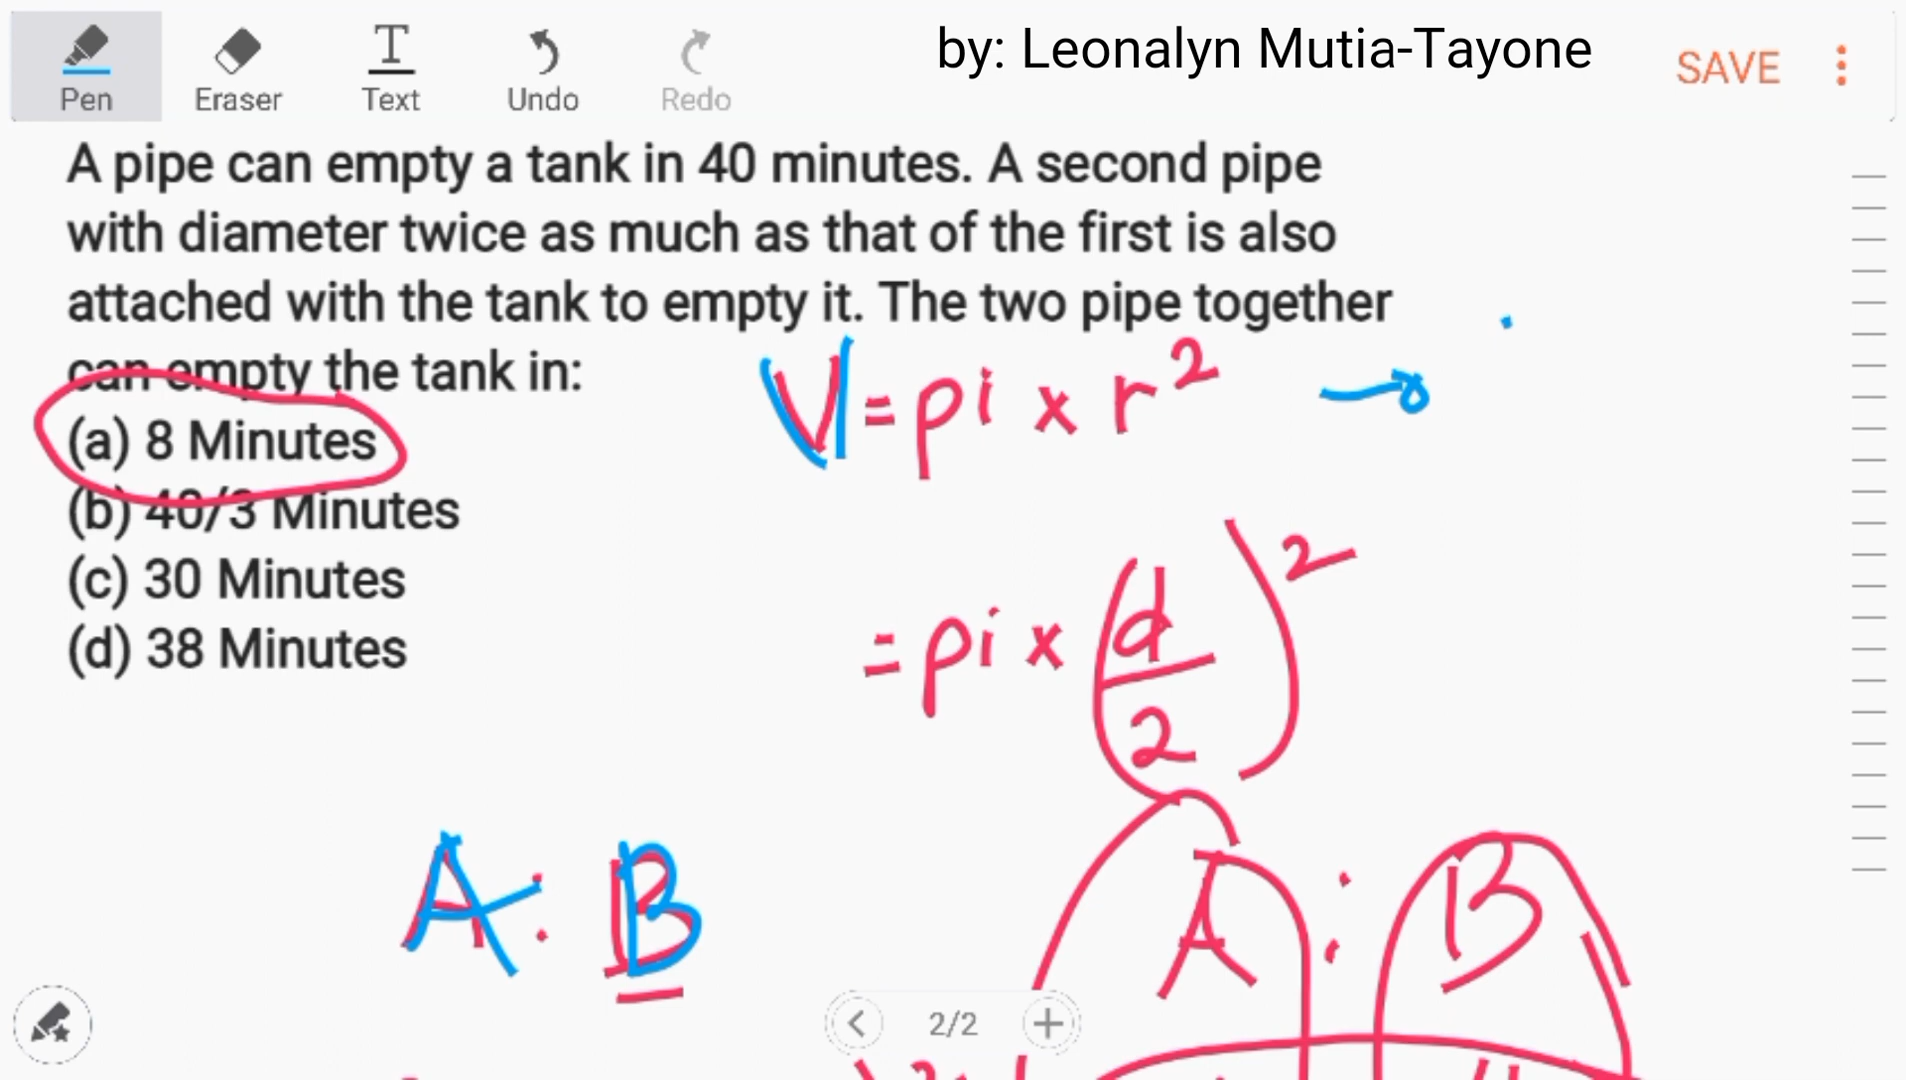 Pen
Eraser
Text
Undo
Redo
by: Leonalyn Mutia-Tayone
SAVE
A pipe can empty a tank in 40 minutes. A second pipe
with diameter twice as much as that of the first is also
attached with the tank to empty it. The two pipe together
can empty the tank in:
(a) 8 Minutes
(b) 40/3 Minutes
(c) 30 Minutes
(d) 38 Minutes
V = pi x r²
= pi x (d/2)²
A : B
A : B
2/2